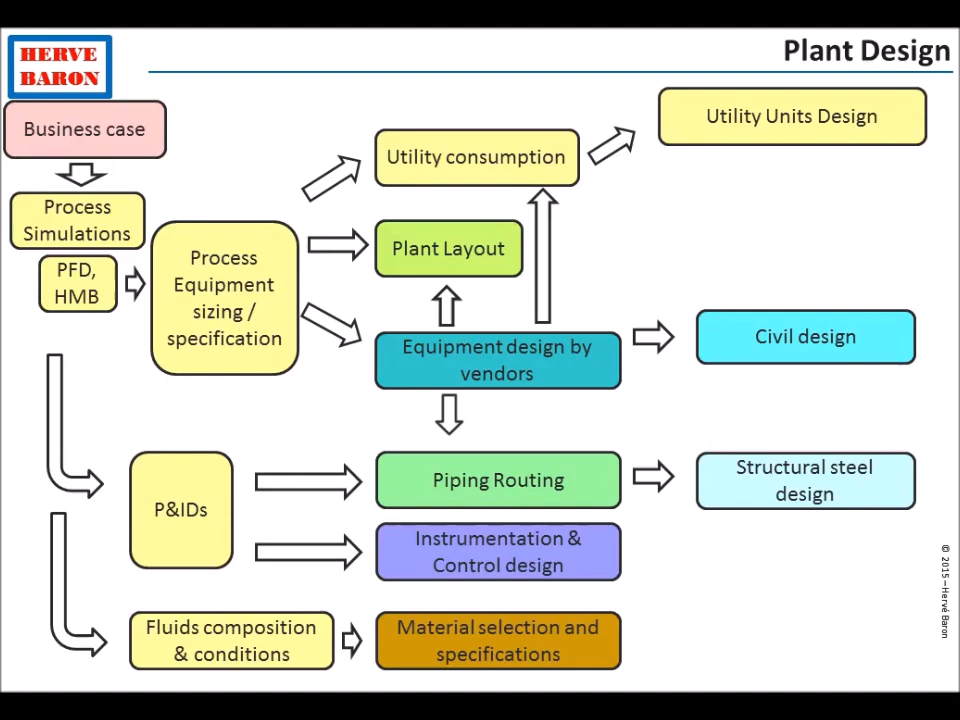 HERVE
BARON
Plant Design
Business case
Utility consumption
Utility Units Design
Process
Simulations
PFD,
HMB
Process
Equipment
sizing /
specification
Plant Layout
Equipment design by
vendors
Civil design
P&IDs
Piping Routing
Structural steel
design
Instrumentation &
Control design
Fluids composition
& conditions
Material selection and
specifications
© 2015 – Hervé Baron